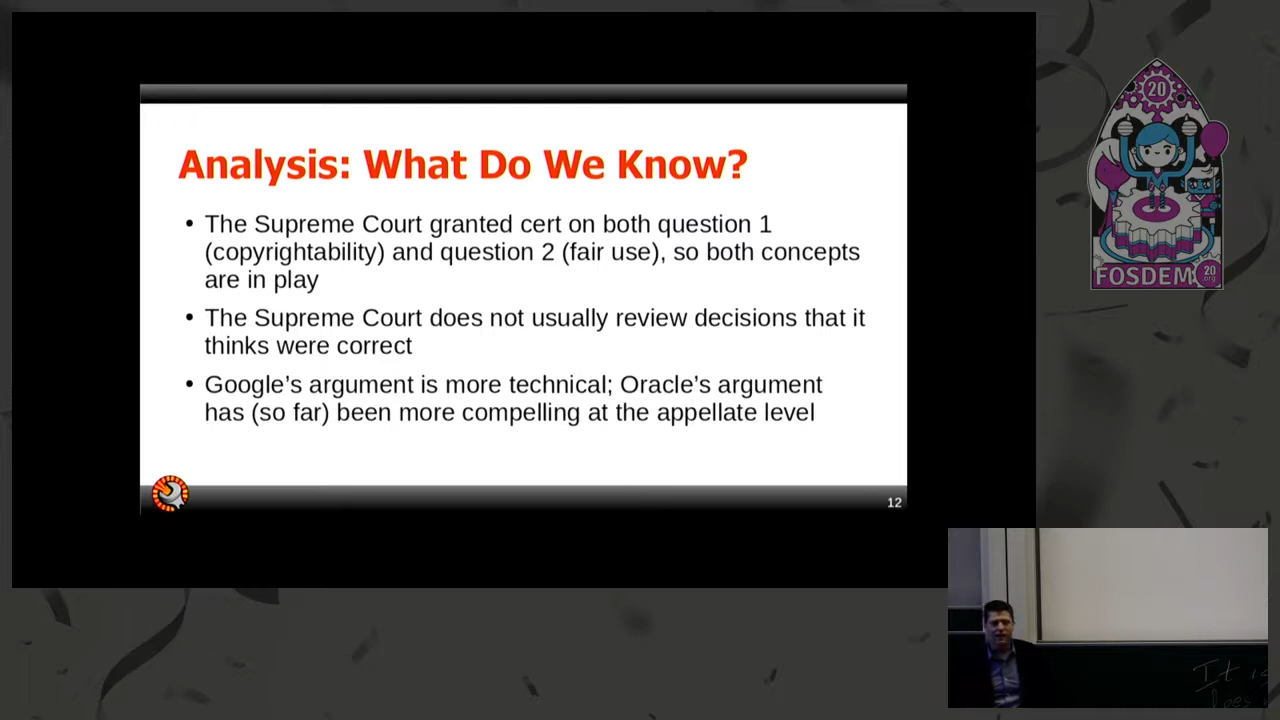 Analysis: What Do We Know?
• The Supreme Court granted cert on both question 1
(copyrightability) and question 2 (fair use), so both concepts
are in play
• The Supreme Court does not usually review decisions that it
thinks were correct
• Google's argument is more technical; Oracle's argument
has (so far) been more compelling at the appellate level
12
20
FOSDEM
20
.org
It is